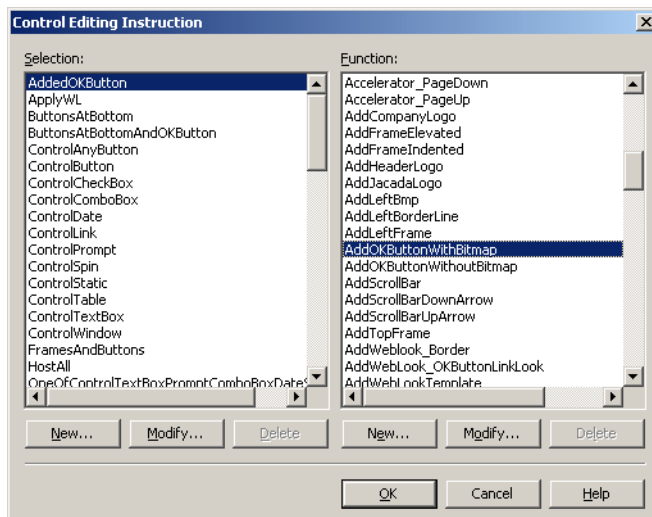 Control Editing Instruction
Selection:
AddedOKButton
ApplyWL
ButtonsAtBottom
ButtonsAtBottomAndOKButton
ControlAnyButton
ControlButton
ControlCheckBox
ControlComboBox
ControlDate
ControlLink
ControlPrompt
ControlSpin
ControlStatic
ControlTable
ControlTextBox
ControlWindow
FramesAndButtons
HostAll
OneOfControlTextBoxPromptComboBoxDateS
New...
Modify...
Delete
Function:
Accelerator_PageDown
Accelerator_PageUp
AddCompanyLogo
AddFrameElevated
AddFrameIndented
AddHeaderLogo
AddJacadaLogo
AddLeftBmp
AddLeftBorderLine
AddLeftFrame
AddOKButtonWithBitmap
AddOKButtonWithoutBitmap
AddScrollBar
AddScrollBarDownArrow
AddScrollBarUpArrow
AddTopFrame
AddWeblook_Border
AddWebLook_OKButtonLinkLook
AddWebLookTemplate
New...
Modify...
Delete
OK
Cancel
Help